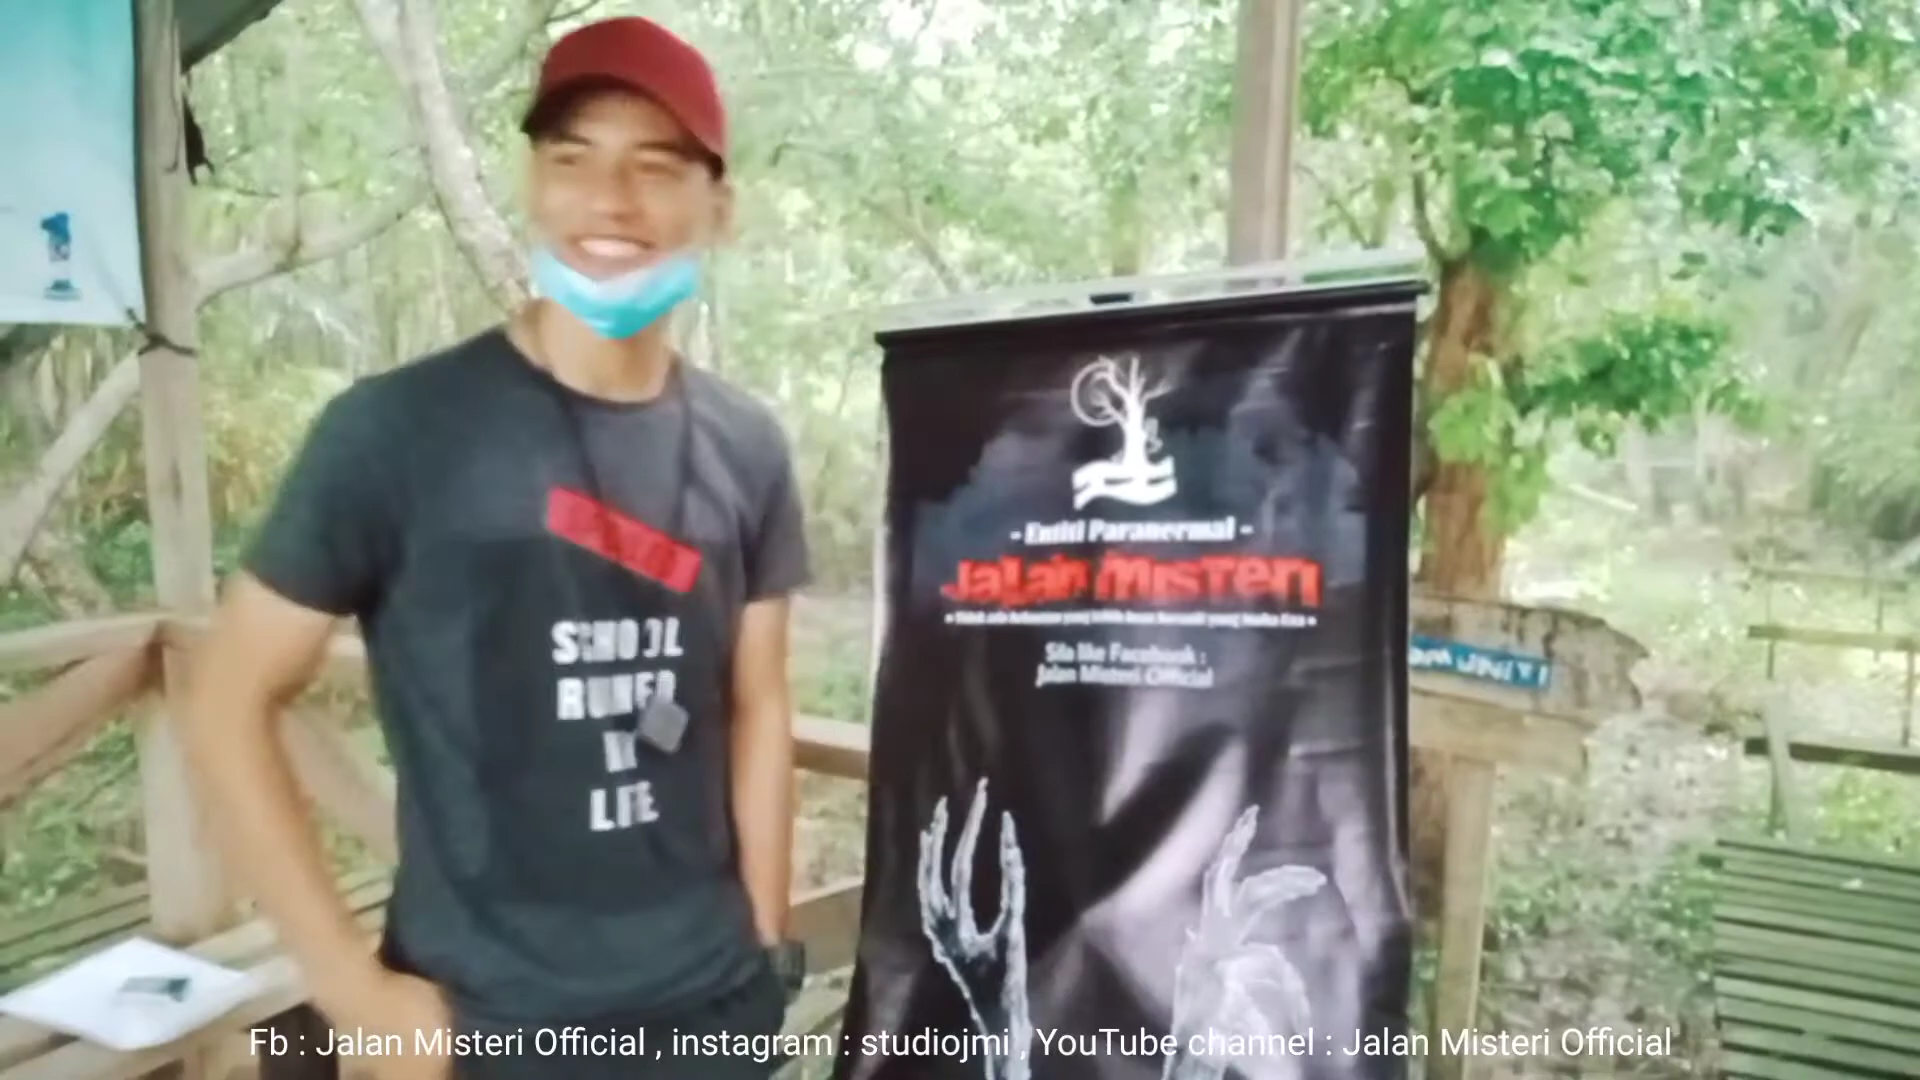 SCHOOL
RUNER
LIFE
- Entiti Paranormal -
Jalan Misteri
Sila like Facebook :
Jalan Misteri Official
Fb : Jalan Misteri Official , instagram : studiojmi , YouTube channel : Jalan Misteri Official